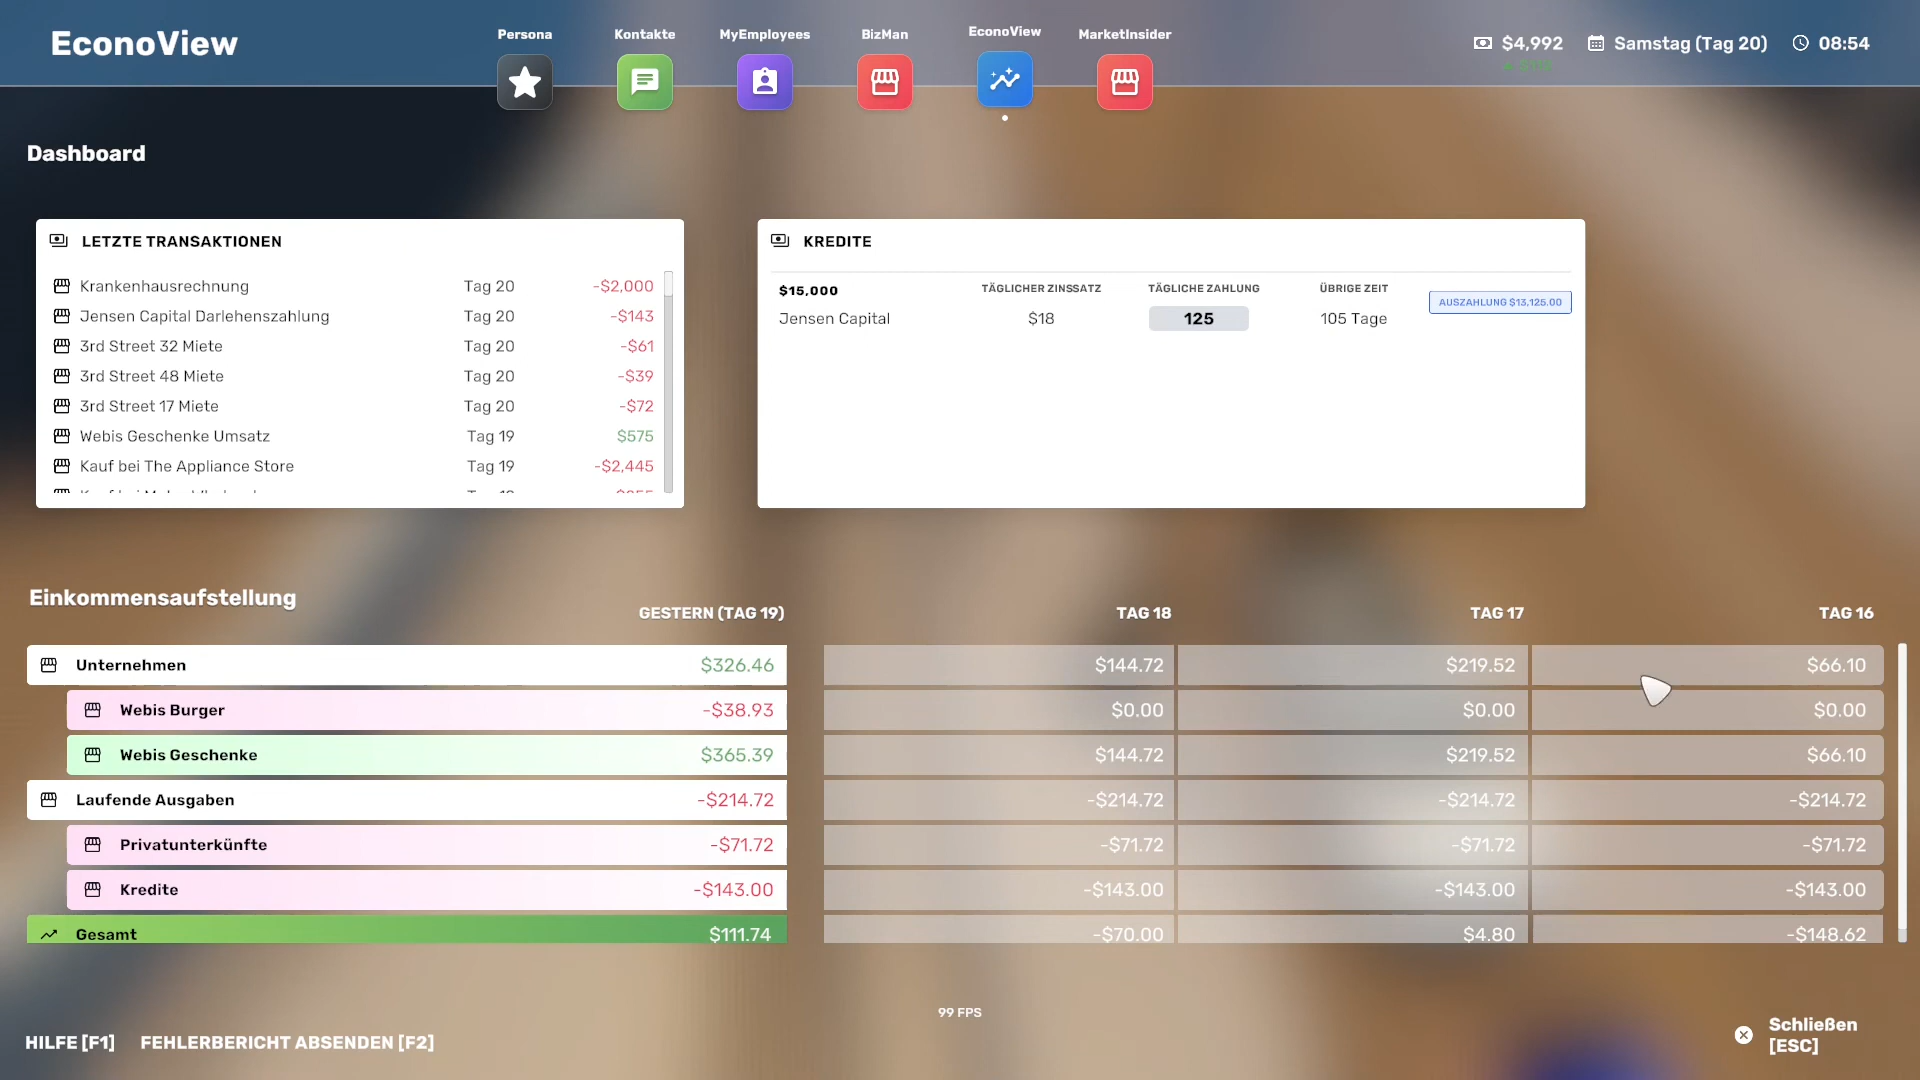 EconoView
Persona
Kontakte
MyEmployees
BizMan
EconoView
MarketInsider
$4,992
Samstag (Tag 20)
08:54
Dashboard
LETZTE TRANSAKTIONEN
Krankenhausrechnung Tag 20 -$2,000
Jensen Capital Darlehenszahlung Tag 20 -$143
3rd Street 32 Miete Tag 20 -$61
3rd Street 48 Miete Tag 20 -$39
3rd Street 17 Miete Tag 20 -$72
Webis Geschenke Umsatz Tag 19 $575
Kauf bei The Appliance Store Tag 19 -$2,445
KREDITE
$15,000 TÄGLICHER ZINSSATZ TÄGLICHE ZAHLUNG ÜBRIGE ZEIT
AUSZAHLUNG $13,125.00
Jensen Capital $18 125 105 Tage
Einkommensaufstellung
GESTERN (TAG 19) TAG 18 TAG 17 TAG 16
Unternehmen $326.46 $144.72 $219.52 $66.10
Webis Burger -$38.93 $0.00 $0.00 $0.00
Webis Geschenke $365.39 $144.72 $219.52 $66.10
Laufende Ausgaben -$214.72 -$214.72 -$214.72 -$214.72
Privatunterkünfte -$71.72 -$71.72 -$71.72 -$71.72
Kredite -$143.00 -$143.00 -$143.00 -$143.00
Gesamt $111.74 -$70.00 $4.80 -$148.62
99 FPS
HILFE [F1] FEHLERBERICHT ABSENDEN [F2]
Schließen
[ESC]